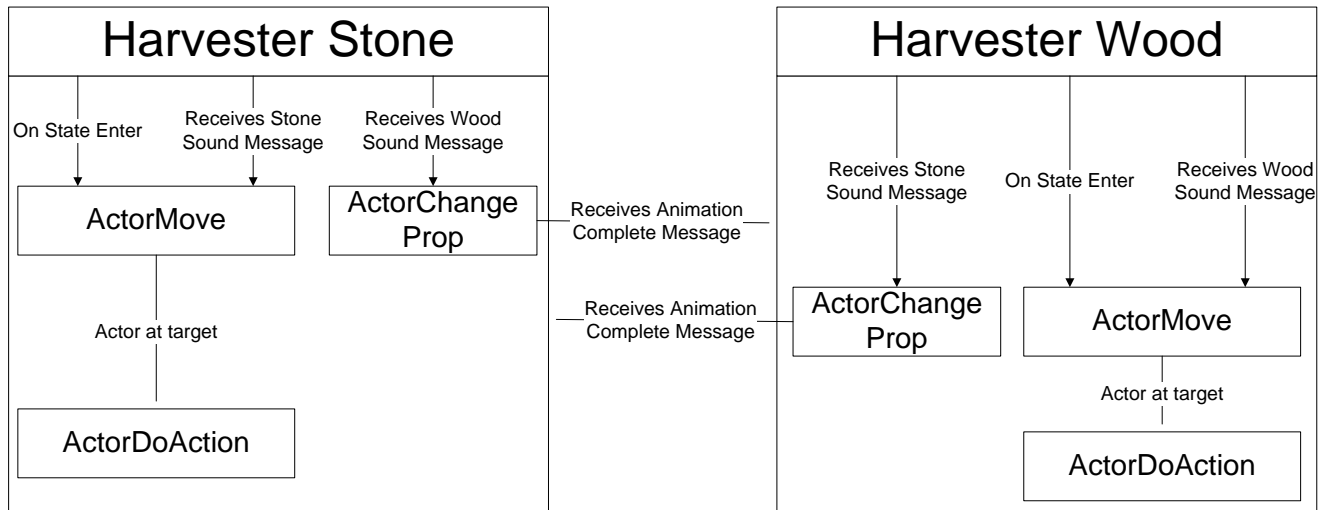 Harvester Stone
On State Enter
Receives Stone
Sound Message
Receives Wood
Sound Message
ActorMove
ActorChange
Prop
Actor at target
ActorDoAction
Receives Animation
Complete Message
Receives Animation
Complete Message
Harvester Wood
Receives Stone
Sound Message
On State Enter
Receives Wood
Sound Message
ActorChange
Prop
ActorMove
Actor at target
ActorDoAction